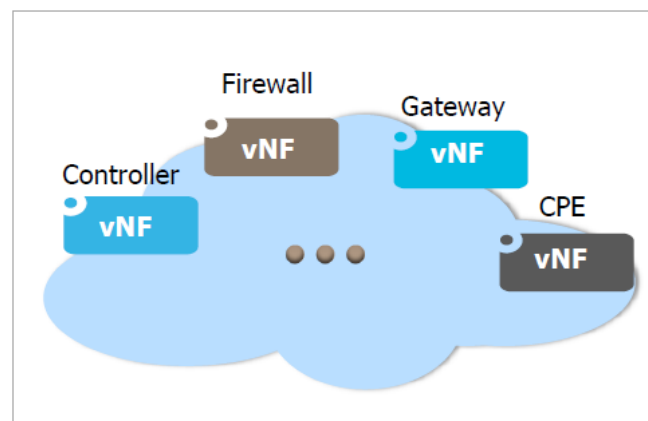 Firewall
vNF
Gateway
vNF
Controller
vNF
CPE
vNF